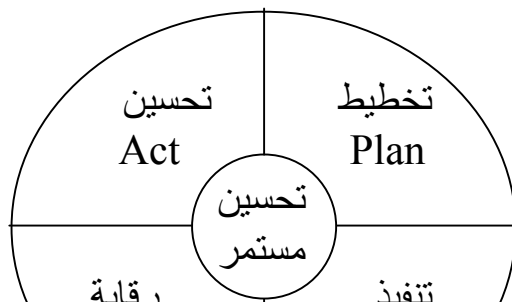 تخطيط
Plan
تحسين
Act
تحسين
مستمر
تنفيذ
رقابة